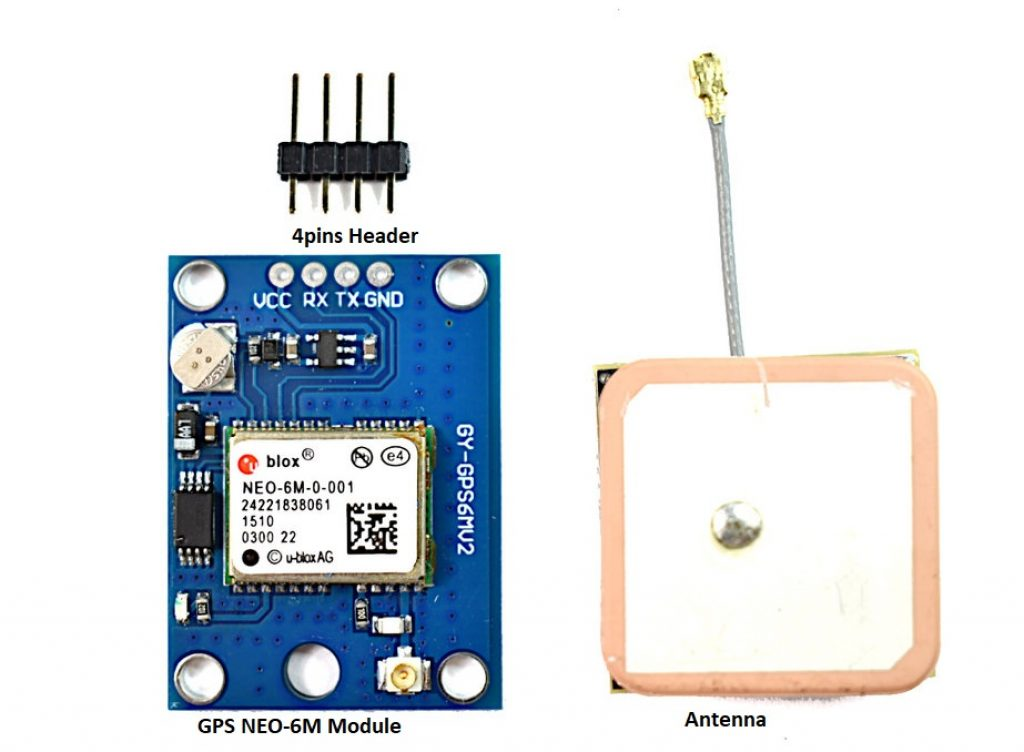 4pins Header
VCC RX TX GND
GY-GPS6MV2
u blox®
Pb e4
NEO-6M-0-001
24221838061
1510
0300 22
© u-blox AG
GPS NEO-6M Module
Antenna